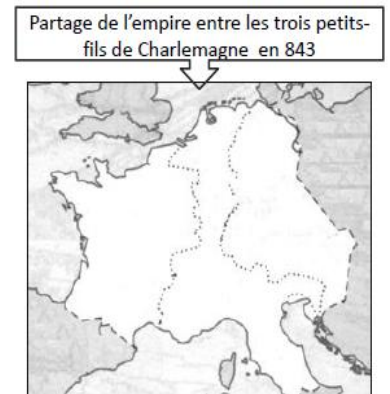 Partage de l’empire entre les trois petits-
fils de Charlemagne  en 843